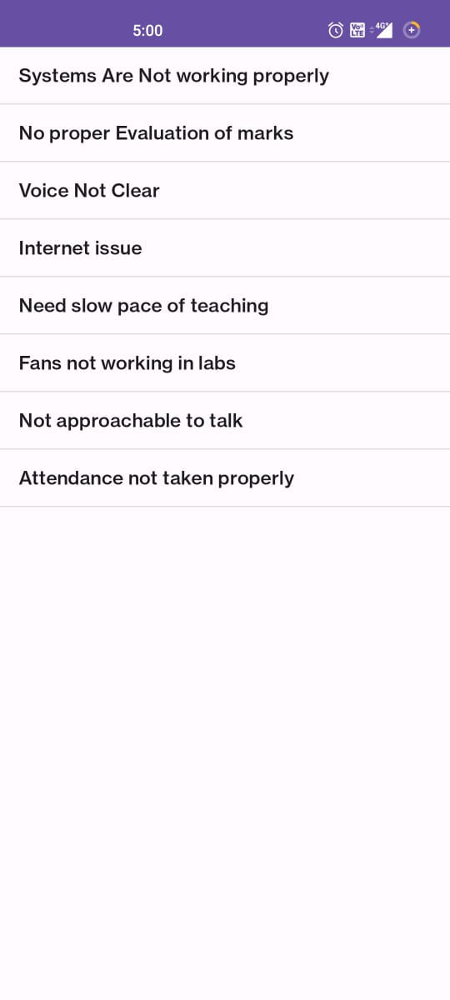 5:00
Vo))
LTE
4G+
Systems Are Not working properly
No proper Evaluation of marks
Voice Not Clear
Internet issue
Need slow pace of teaching
Fans not working in labs
Not approachable to talk
Attendance not taken properly